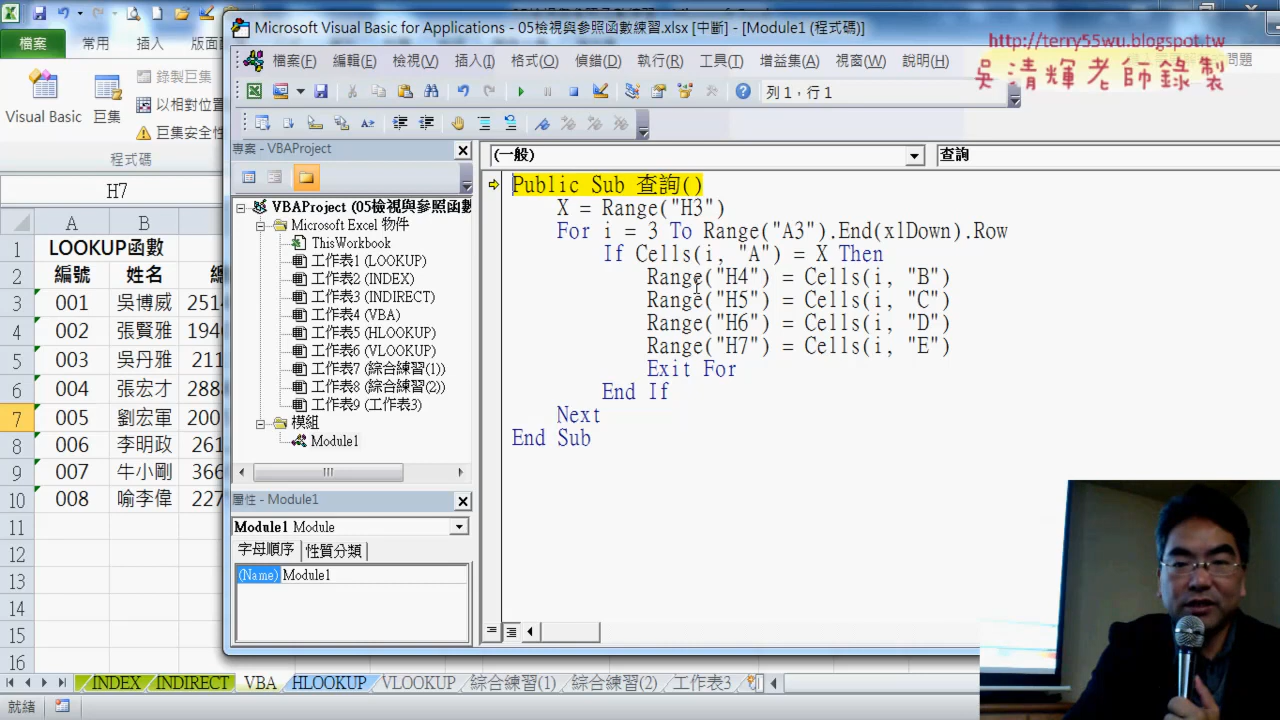 Microsoft Visual Basic for Applications - 05檢視與參照函數練習.xlsx [中斷] - [Module1 (程式碼)]
http://terry55wu.blogspot.tw
吳清輝老師錄製
檔案 常用 插入 版面
檔案(F) 編輯(E) 檢視(V) 插入(I) 格式(O) 偵錯(D) 執行(R) 工具(T) 增益集(A) 視窗(W) 說明(H)
列 1，行 1
Visual Basic 巨集
錄製巨集
以相對位置
巨集安全性
程式碼
H7
專案 - VBAProject
(一般) 查詢
VBAProject (05檢視與參照函數
Microsoft Excel 物件
ThisWorkbook
工作表1 (LOOKUP)
工作表2 (INDEX)
工作表3 (INDIRECT)
工作表4 (VBA)
工作表5 (HLOOKUP)
工作表6 (VLOOKUP)
工作表7 (綜合練習(1))
工作表8 (綜合練習(2))
工作表9 (工作表3)
模組
Module1
屬性 - Module1
Module1 Module
字母順序 性質分類
(Name) Module1
Public Sub 查詢()
X = Range("H3")
For i = 3 To Range("A3").End(xlDown).Row
If Cells(i, "A") = X Then
Range("H4") = Cells(i, "B")
Range("H5") = Cells(i, "C")
Range("H6") = Cells(i, "D")
Range("H7") = Cells(i, "E")
Exit For
End If
Next
End Sub
A B C
1 LOOKUP函數
2 編號 姓名
3 001 吳博威 2514
4 002 張賢雅 1940
5 003 吳丹雅 211
6 004 張宏才 288
7 005 劉宏軍 200
8 006 李明政 261
9 007 牛小剛 366
10 008 喻李偉 227
11
12
13
14
15
16
INDEX INDIRECT VBA HLOOKUP VLOOKUP 綜合練習(1) 綜合練習(2) 工作表3
就緒